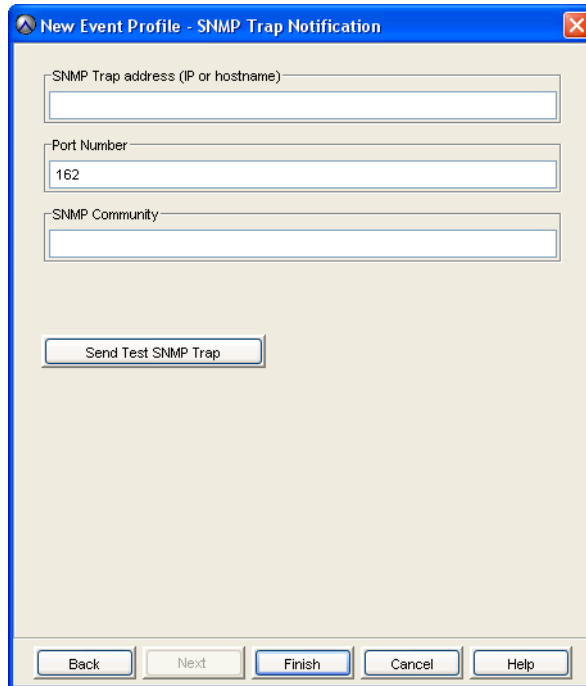 New Event Profile - SNMP Trap Notification
SNMP Trap address (IP or hostname)
Port Number
162
SNMP Community
Send Test SNMP Trap
Back Next Finish Cancel Help